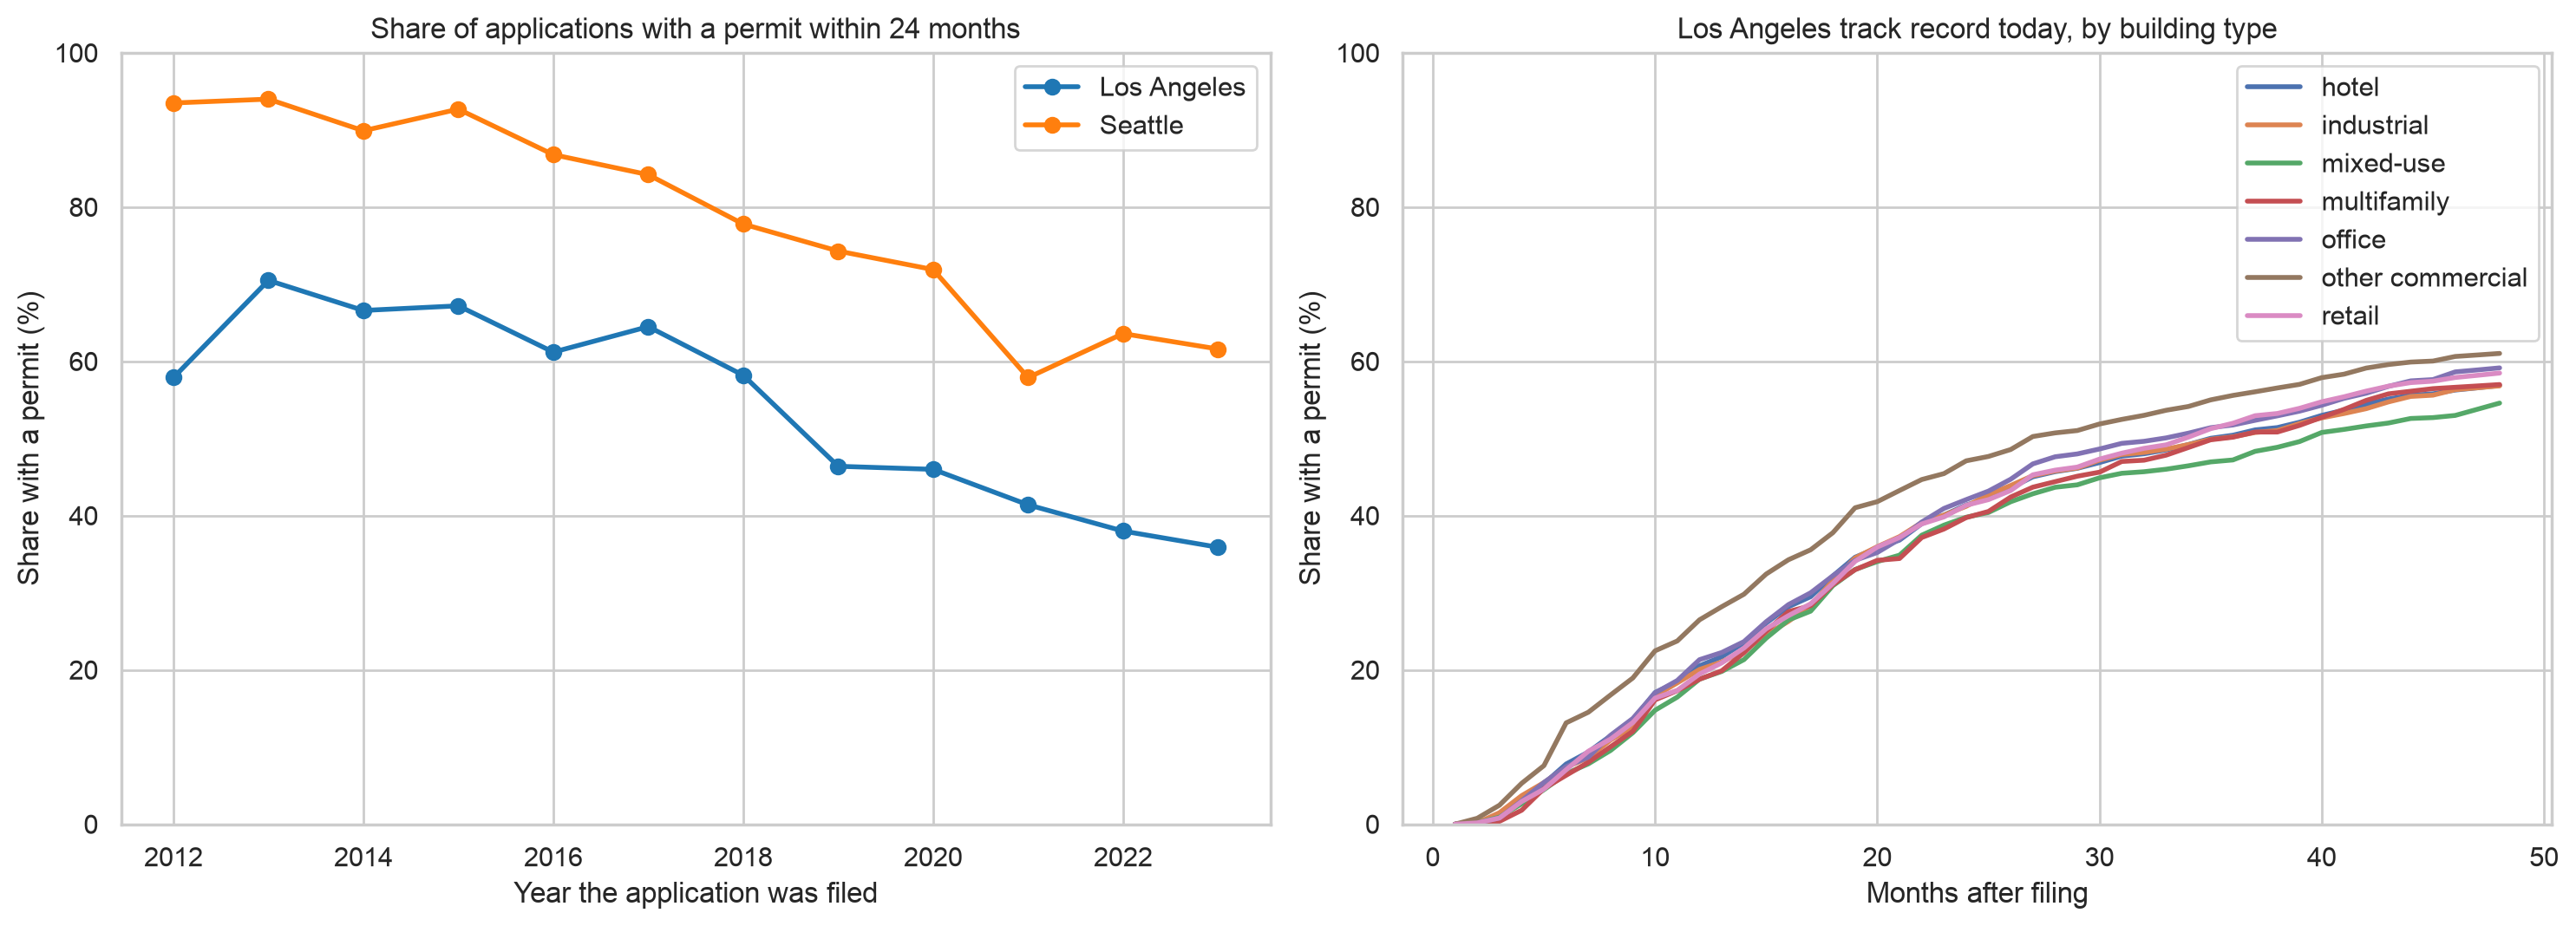 Share of applications with a permit within 24 months
Share with a permit (%)
100
80
60
40
20
0
2012 2014 2016 2018 2020 2022
Year the application was filed
Los Angeles
Seattle
Los Angeles track record today, by building type
Share with a permit (%)
100
80
60
40
20
0
0 10 20 30 40 50
Months after filing
hotel
industrial
mixed-use
multifamily
office
other commercial
retail